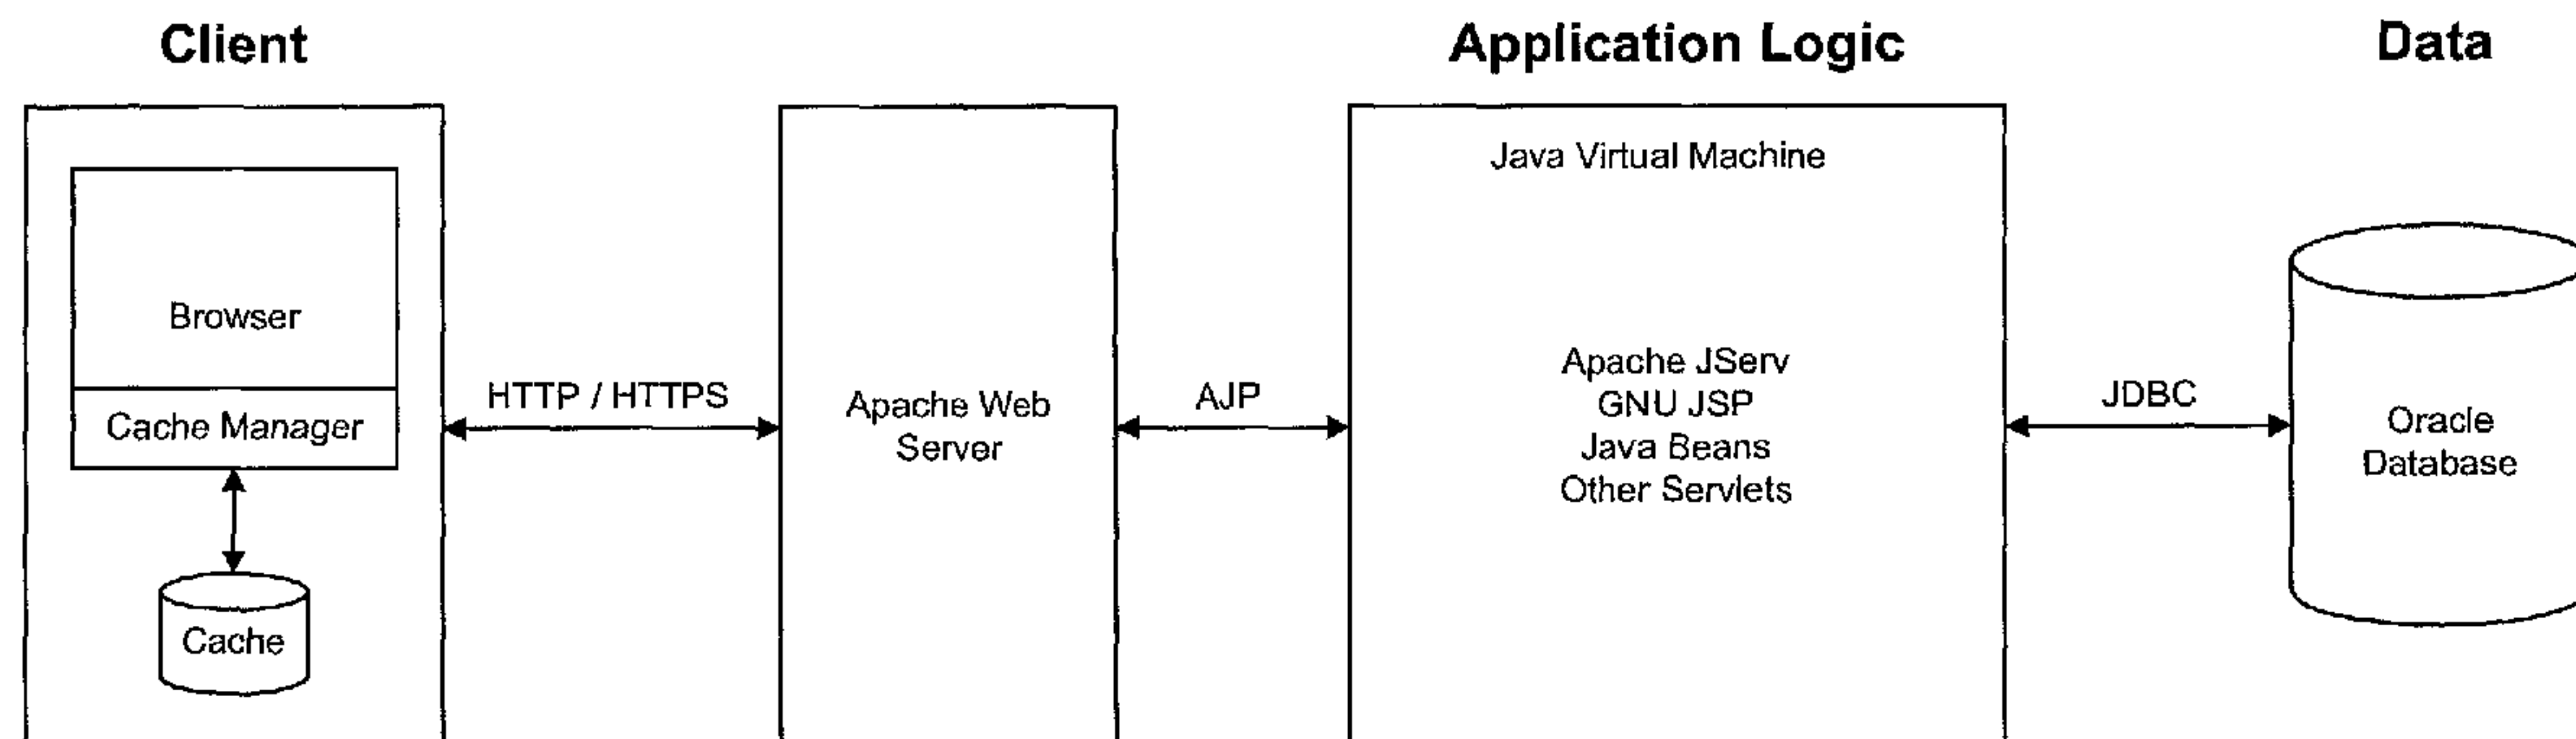 Client
Application Logic
Data
Browser
Cache Manager
Cache
HTTP / HTTPS
Apache Web
Server
AJP
Java Virtual Machine
Apache JServ
GNU JSP
Java Beans
Other Servlets
JDBC
Oracle
Database